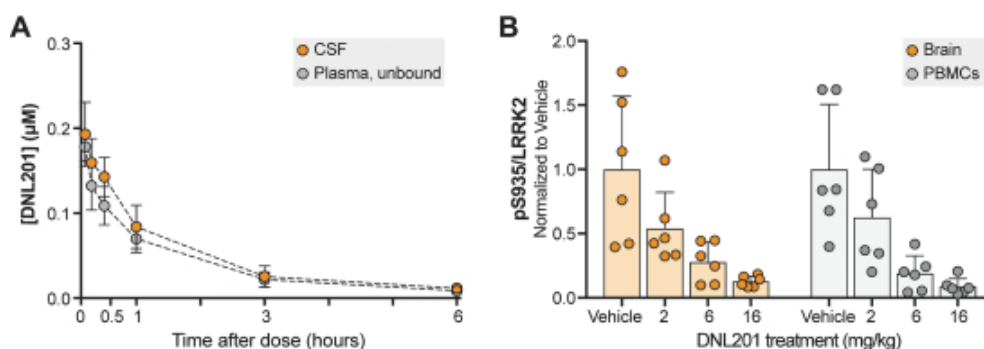 A
CSF
Plasma, unbound
[DNL201] (µM)
0.3
0.2
0.1
0.0
0 0.5 1 3 6
Time after dose (hours)
B
Brain
PBMCs
pS935/LRRK2
Normalized to Vehicle
2.0
1.5
1.0
0.5
0.0
Vehicle 2 6 16 Vehicle 2 6 16
DNL201 treatment (mg/kg)